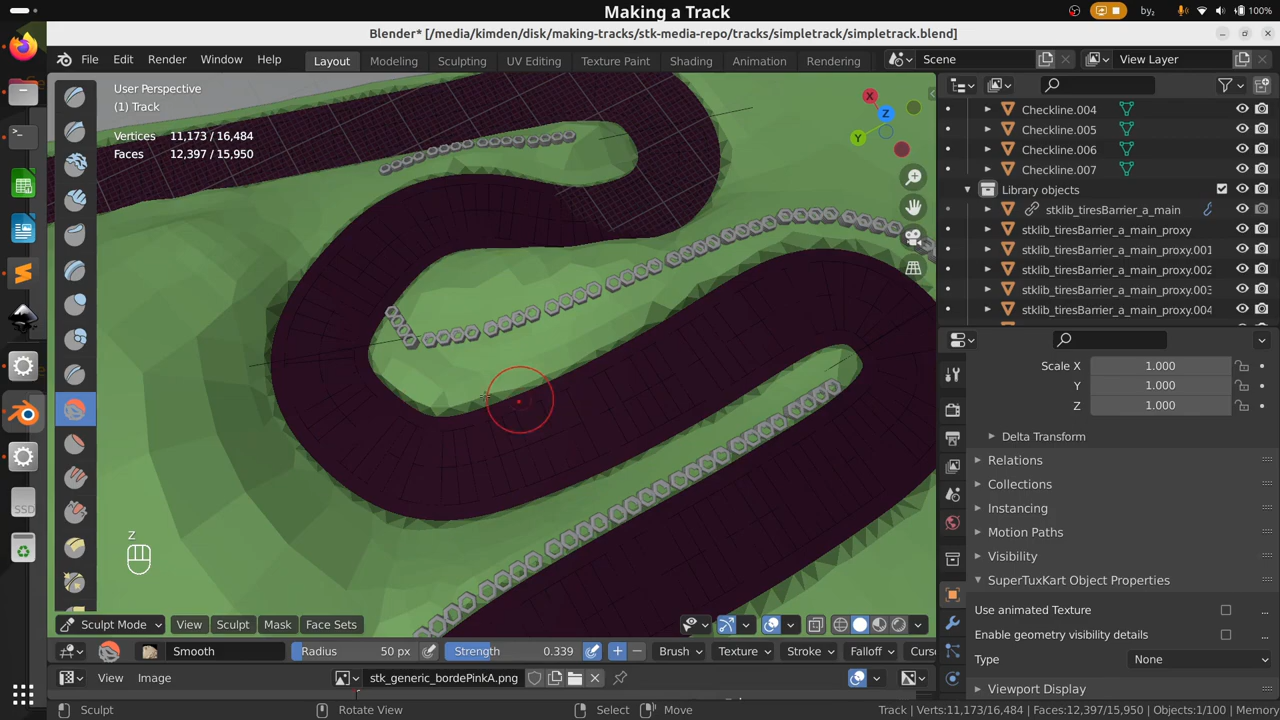 Making a Track
by₂
100%
Blender* [/media/kimden/disk/making-tracks/stk-media-repo/tracks/simpletrack/simpletrack.blend]
File Edit Render Window Help Layout Modeling Sculpting UV Editing Texture Paint Shading Animation Rendering Scene View Layer
User Perspective
(1) Track
Vertices 11,173 / 16,484
Faces 12,397 / 15,950
X
Y
Z
Checkline.004
Checkline.005
Checkline.006
Checkline.007
Library objects
stklib_tiresBarrier_a_main
stklib_tiresBarrier_a_main_proxy
stklib_tiresBarrier_a_main_proxy.001
stklib_tiresBarrier_a_main_proxy.002
stklib_tiresBarrier_a_main_proxy.003
stklib_tiresBarrier_a_main_proxy.004
Scale X 1.000
Y 1.000
Z 1.000
Delta Transform
Relations
Collections
Instancing
Motion Paths
Visibility
SuperTuxKart Object Properties
Use animated Texture ...
Enable geometry visibility details ...
Type None
Viewport Display
Z
SSD
Sculpt Mode View Sculpt Mask Face Sets
Smooth Radius 50 px Strength 0.339 Brush Texture Stroke Falloff Curso
View Image stk_generic_bordePinkA.png
Sculpt Rotate View Select Move Track | Verts:11,173/16,484 | Faces:12,397/15,950 | Objects:1/100 | Memory